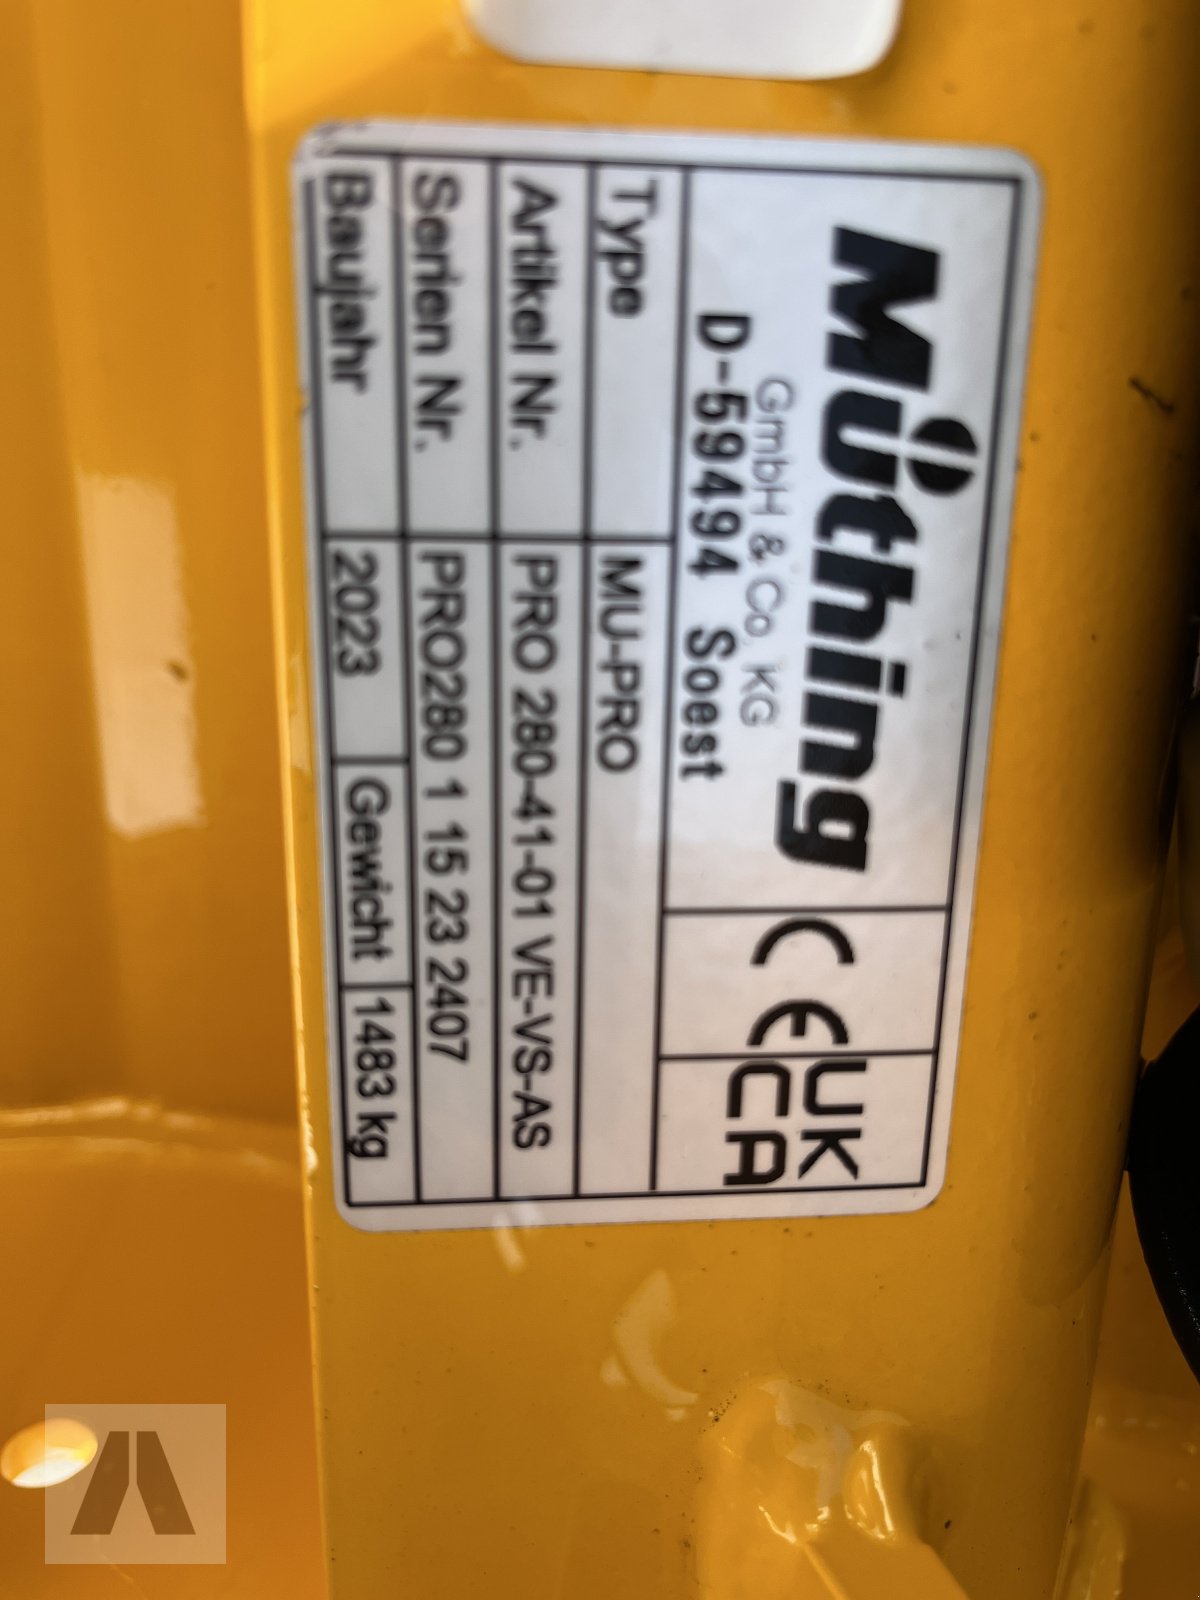 Müthing
GmbH & Co. KG
D-59494 Soest
CE
UK
CA
Type MU-PRO
Artikel Nr. PRO 280-41-01 VE-VS-AS
Serien Nr. PRO280 1 15 23 2407
Baujahr 2023 Gewicht 1483 kg